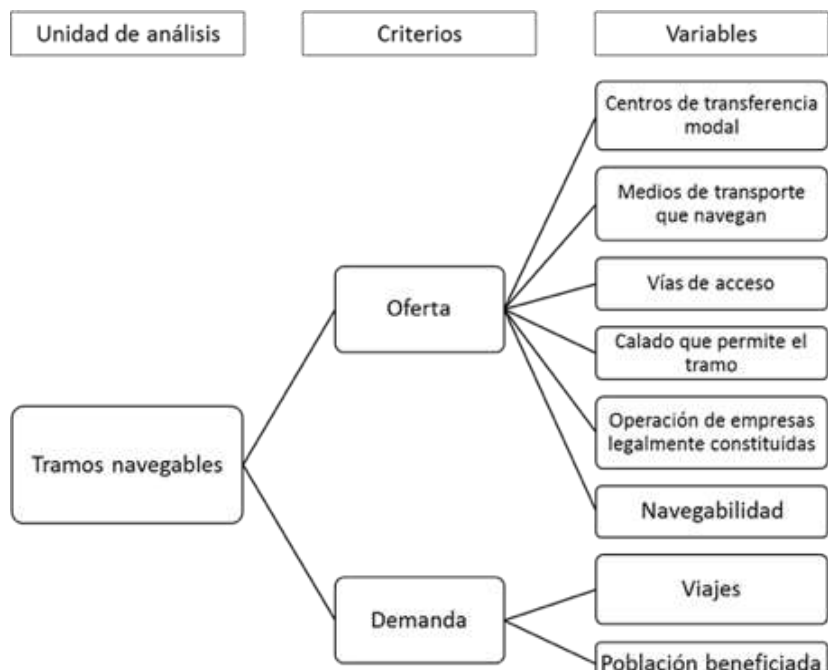 Unidad de análisis
Criterios
Variables
Centros de transferencia
modal
Medios de transporte
que navegan
Vías de acceso
Oferta
Calado que permite el
tramo
Operación de empresas
legalmente constituidas
Tramos navegables
Navegabilidad
Viajes
Demanda
Población beneficiada